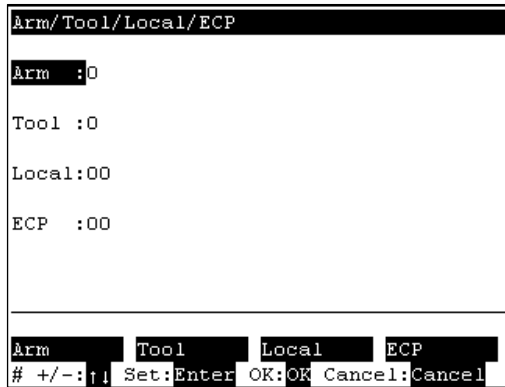 Arm/Tool/Local/ECP
Arm :0
Tool :0
Local:00
ECP :00
Arm Tool Local ECP
# +/-:↑↓ Set:Enter OK:OK Cancel:Cancel